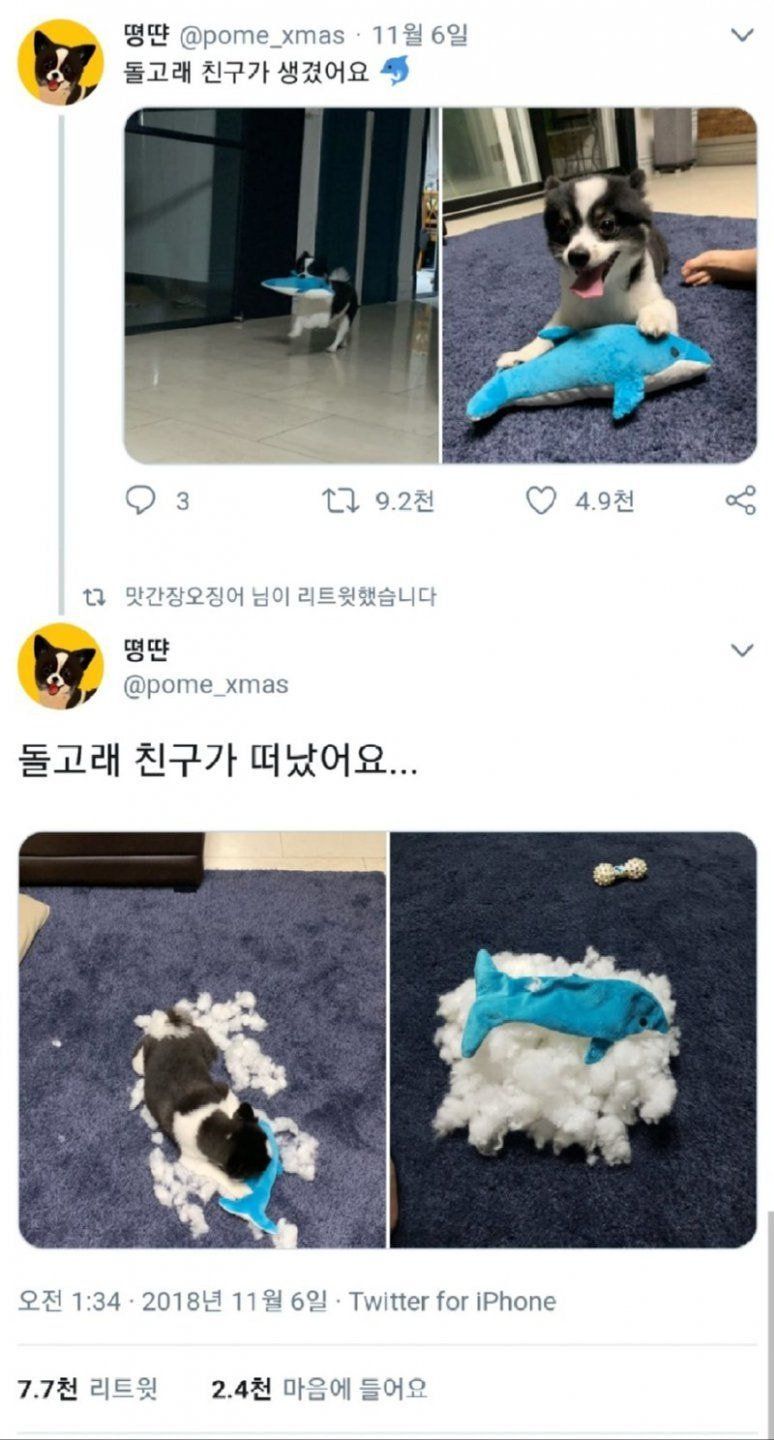 뗭땬 @pome_xmas · 11월 6일
돌고래 친구가 생겼어요 🐬
3 9.2천 4.9천
맛간장오징어 님이 리트윗했습니다
뗭땬
@pome_xmas
돌고래 친구가 떠났어요...
오전 1:34 · 2018년 11월 6일 · Twitter for iPhone
7.7천 리트윗 2.4천 마음에 들어요